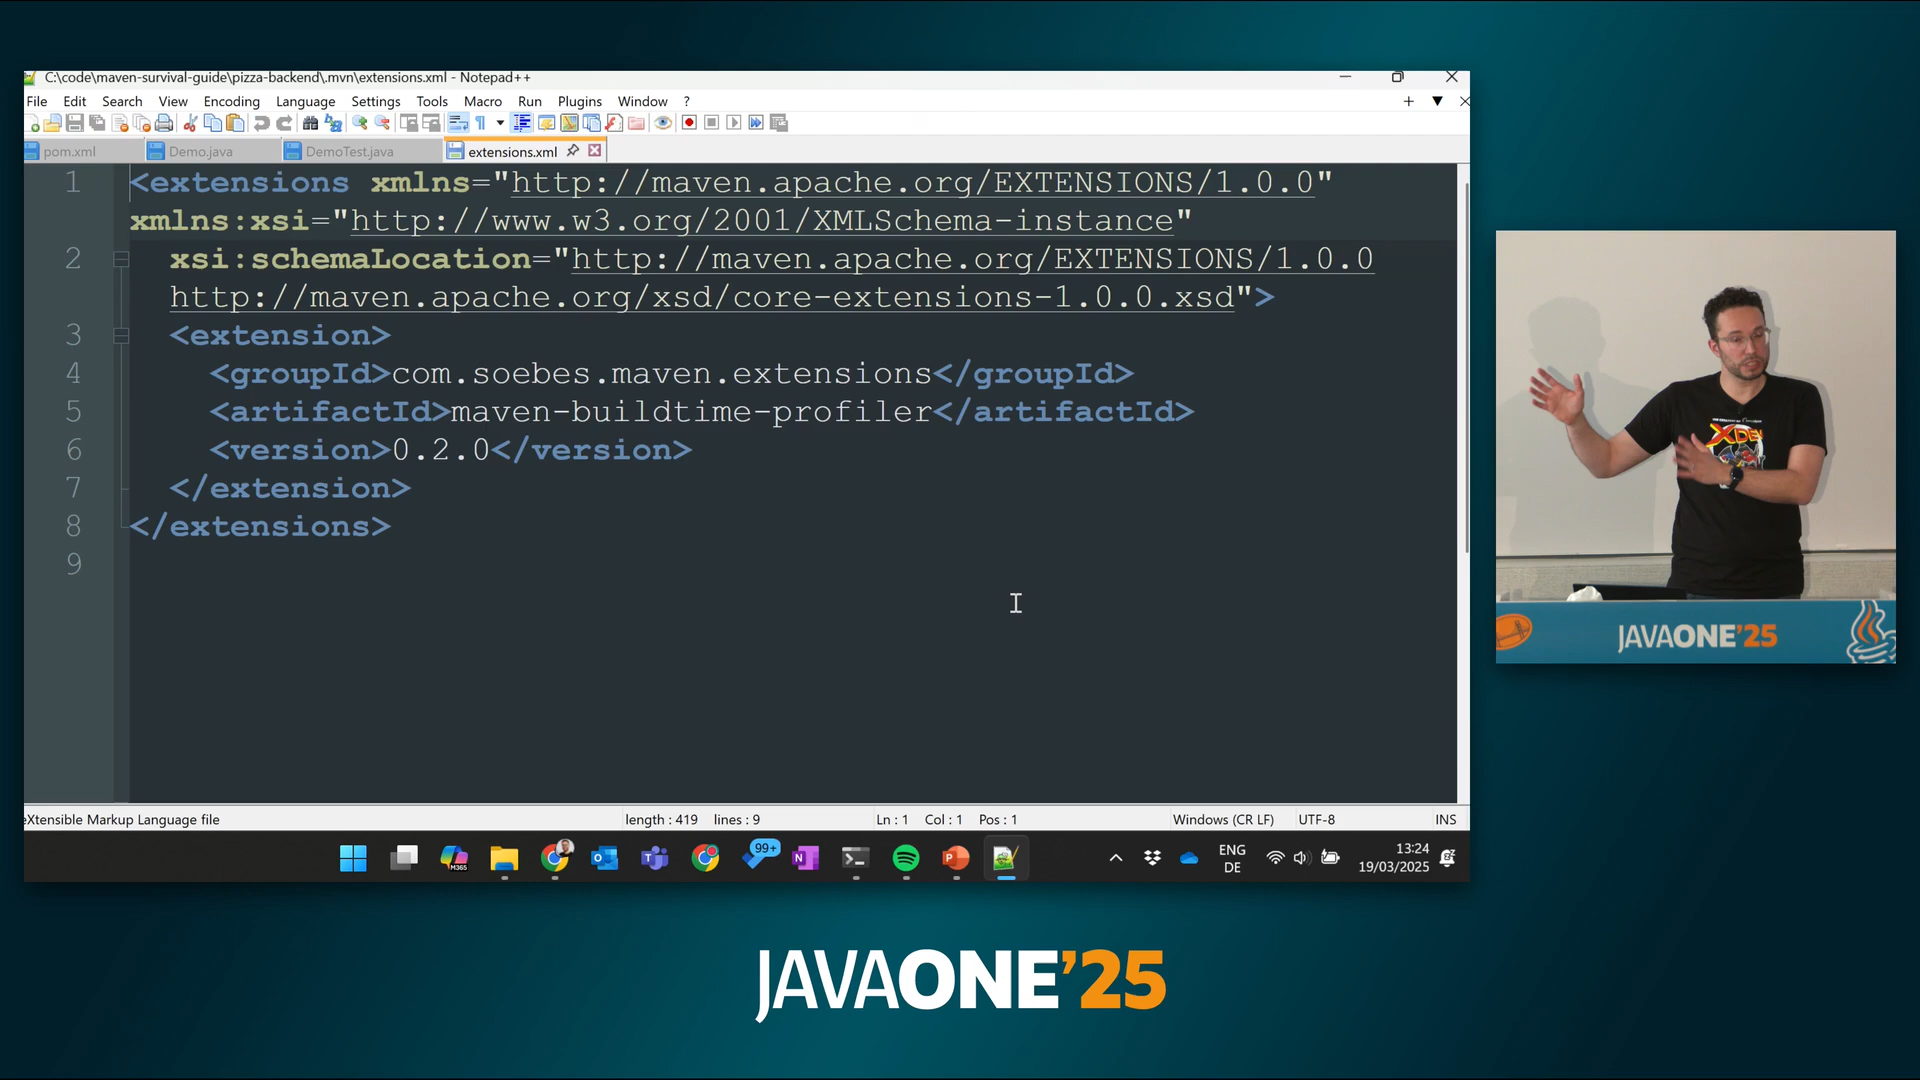 C:\code\maven-survival-guide\pizza-backend\.mvn\extensions.xml - Notepad++
File Edit Search View Encoding Language Settings Tools Macro Run Plugins Window ?
pom.xml Demo.java DemoTest.java extensions.xml
1 <extensions xmlns="http://maven.apache.org/EXTENSIONS/1.0.0"
xmlns:xsi="http://www.w3.org/2001/XMLSchema-instance"
2 xsi:schemaLocation="http://maven.apache.org/EXTENSIONS/1.0.0
http://maven.apache.org/xsd/core-extensions-1.0.0.xsd">
3 <extension>
4 <groupId>com.soebes.maven.extensions</groupId>
5 <artifactId>maven-buildtime-profiler</artifactId>
6 <version>0.2.0</version>
7 </extension>
8 </extensions>
9
eXtensible Markup Language file length : 419 lines : 9 Ln : 1 Col : 1 Pos : 1 Windows (CR LF) UTF-8 INS
M365
99+
ENG
DE
13:24
19/03/2025
JAVAONE'25
JAVAONE'25